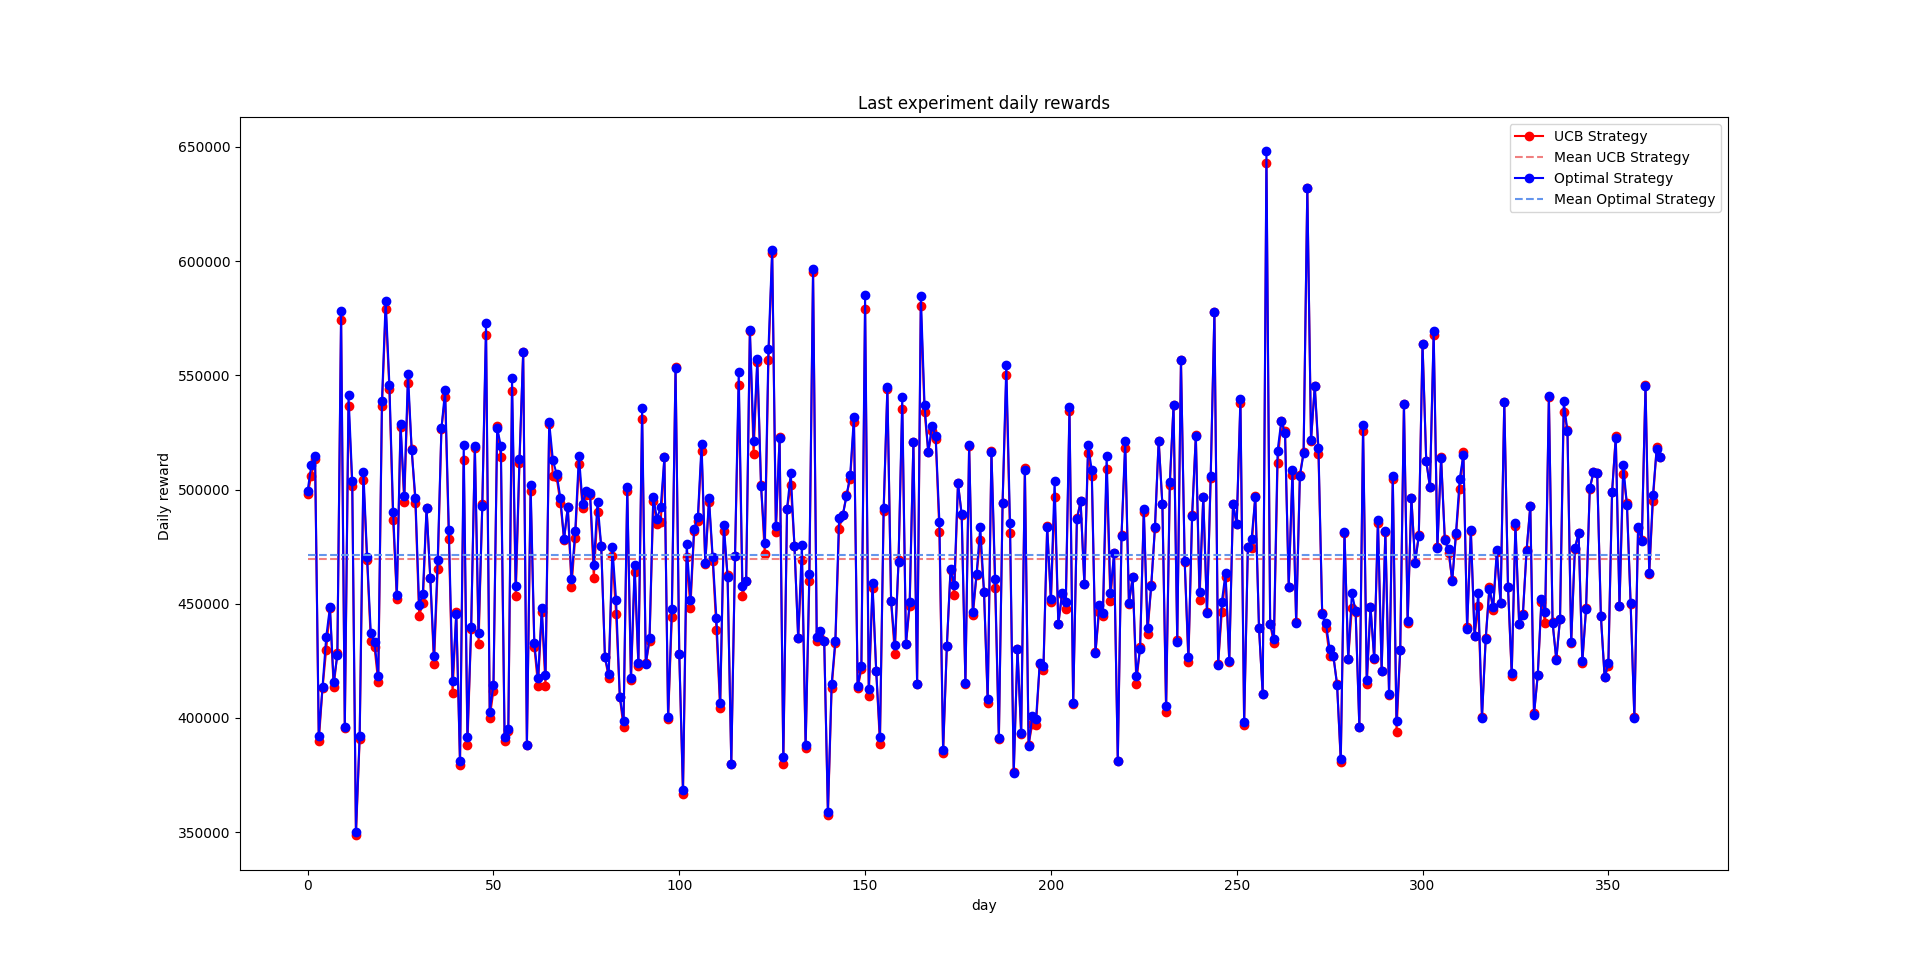 Last experiment daily rewards
UCB Strategy
Mean UCB Strategy
Optimal Strategy
Mean Optimal Strategy
650000
600000
550000
500000
450000
400000
350000
Daily reward
0 50 100 150 200 250 300 350
day